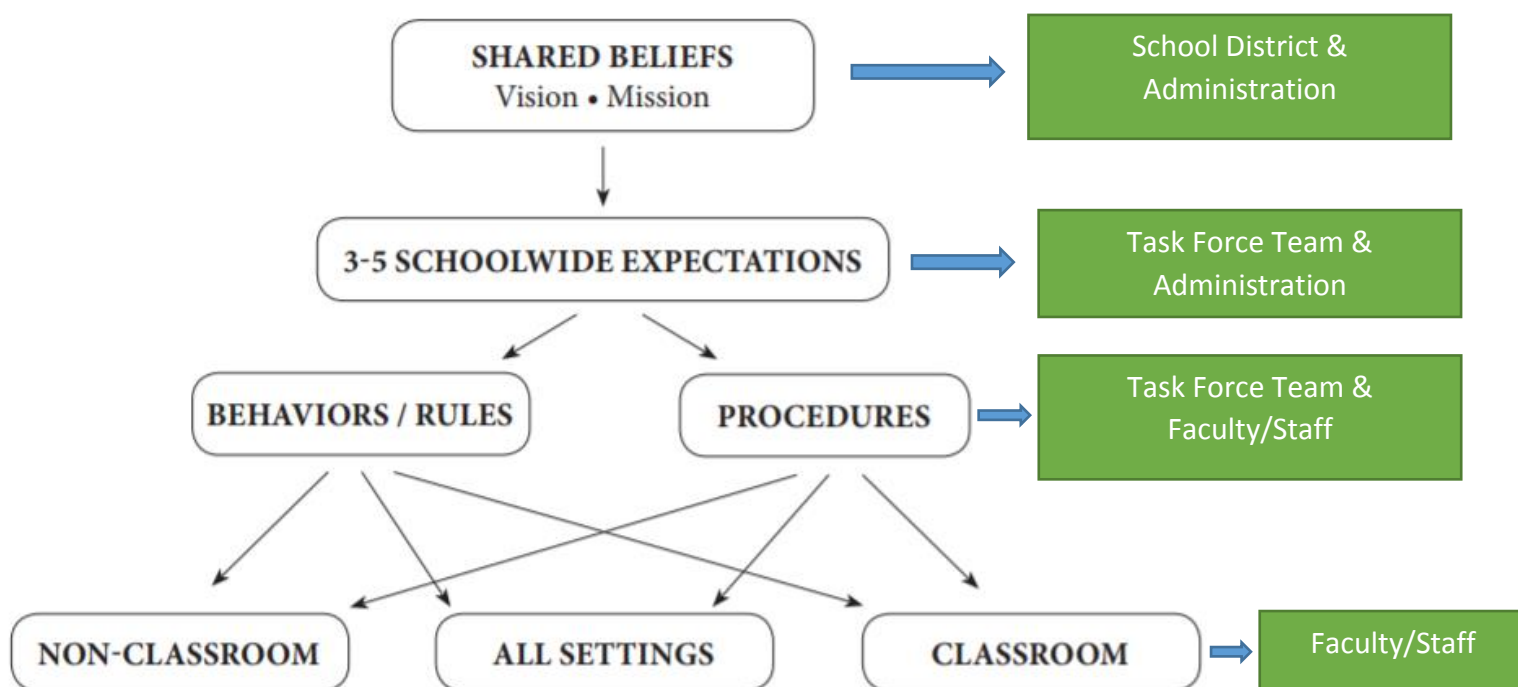 SHARED BELIEFS
Vision • Mission
School District &
Administration
3-5 SCHOOLWIDE EXPECTATIONS
Task Force Team &
Administration
BEHAVIORS / RULES
PROCEDURES
Task Force Team &
Faculty/Staff
NON-CLASSROOM
ALL SETTINGS
CLASSROOM
Faculty/Staff